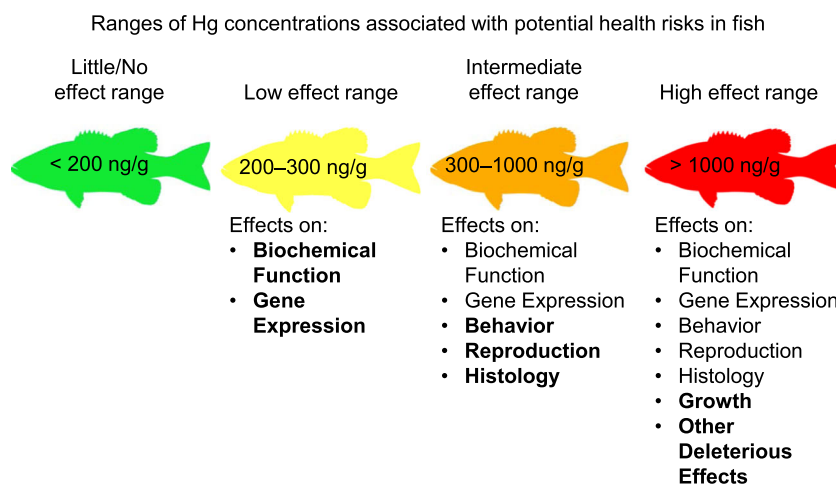 Ranges of Hg concentrations associated with potential health risks in fish
Little/No
effect range
< 200 ng/g
Low effect range
200–300 ng/g
Effects on:
• Biochemical
Function
• Gene
Expression
Intermediate
effect range
300–1000 ng/g
Effects on:
• Biochemical
Function
• Gene Expression
• Behavior
• Reproduction
• Histology
High effect range
> 1000 ng/g
Effects on:
• Biochemical
Function
• Gene Expression
• Behavior
• Reproduction
• Histology
• Growth
• Other
Deleterious
Effects